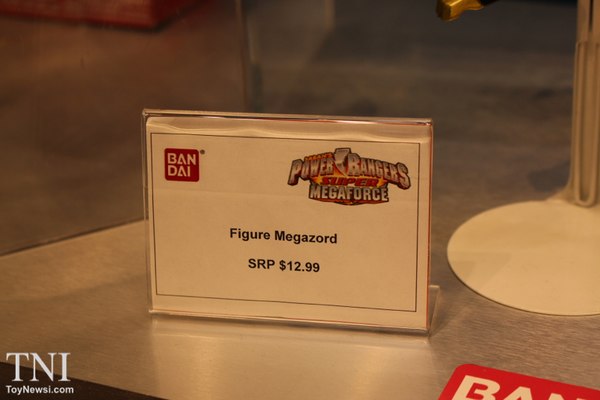 BAN
DAI
®
POWER RANGERS
SUPER
MEGAFORCE
Figure Megazord
SRP $12.99
TNI
ToyNewsi.com
BAN